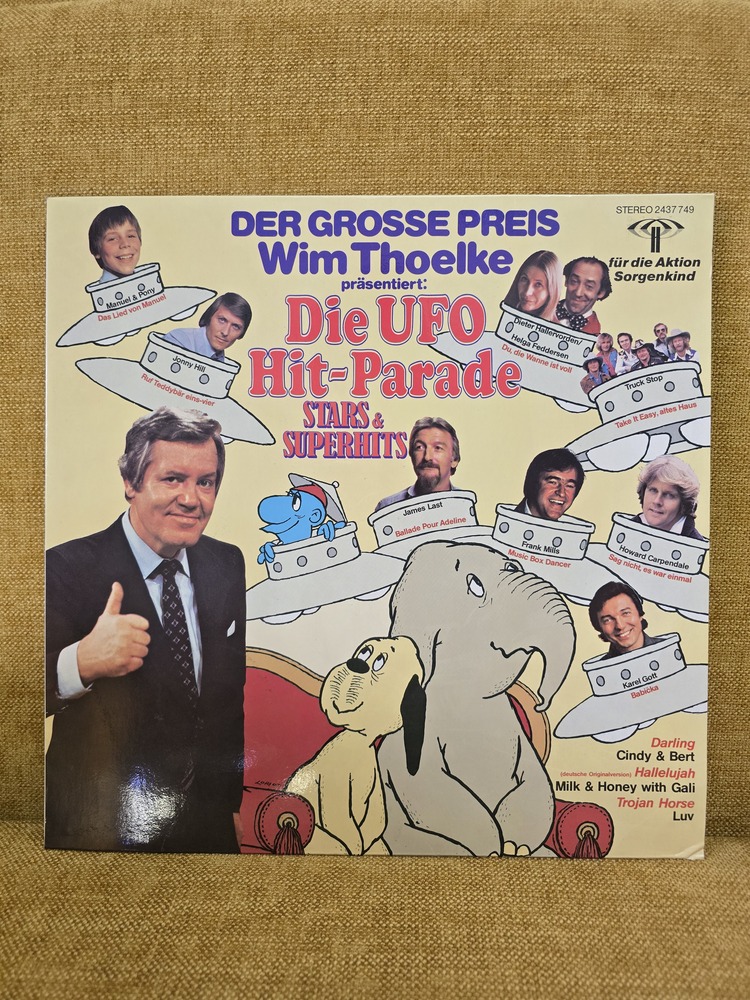 DER GROSSE PREIS
Wim Thoelke
präsentiert:
Die UFO
Hit-Parade
STARS &
SUPERHITS
STEREO 2437 749
für die Aktion
Sorgenkind
Manuel & Pony
Das Lied von Manuel
Jonny Hill
Ruf Teddybär eins-vier
Dieter Hallervorden/
Helga Feddersen
Du, die Wanne ist voll
Truck Stop
Take It Easy, altes Haus
James Last
Ballade Pour Adeline
Frank Mills
Music Box Dancer
Howard Carpendale
Sag nicht, es war einmal
Karel Gott
Babička
Darling
Cindy & Bert
(deutsche Originalversion) Hallelujah
Milk & Honey with Gali
Trojan Horse
Luv